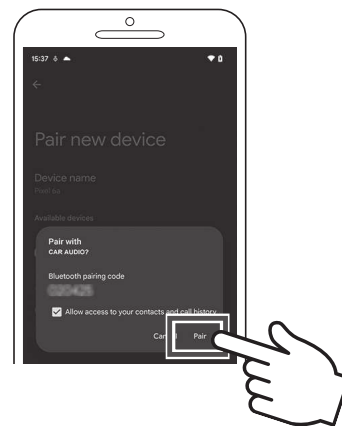 15:37
Pair new device
Device name
Available devices
Pair with
CAR AUDIO?
Bluetooth pairing code
Allow access to your contacts and call history
Pair